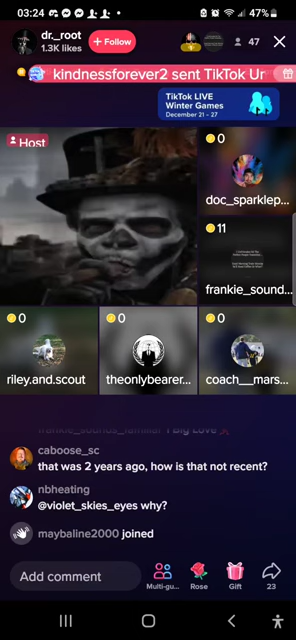 03:24
47%
dr._root
1.3K likes
+ Follow
47
kindnessforever2 sent TikTok Un
TikTok LIVE
Winter Games
December 21 - 27
Host
0
doc_sparklep...
11
frankie_sound...
0
riley.and.scout
0
theonlybearer...
0
coach__mars...
frankie_sounds_familiar I big Love
caboose_sc
that was 2 years ago, how is that not recent?
nbheating
@violet_skies_eyes why?
maybaline2000 joined
Add comment
Multi-gu...
Rose
Gift
23